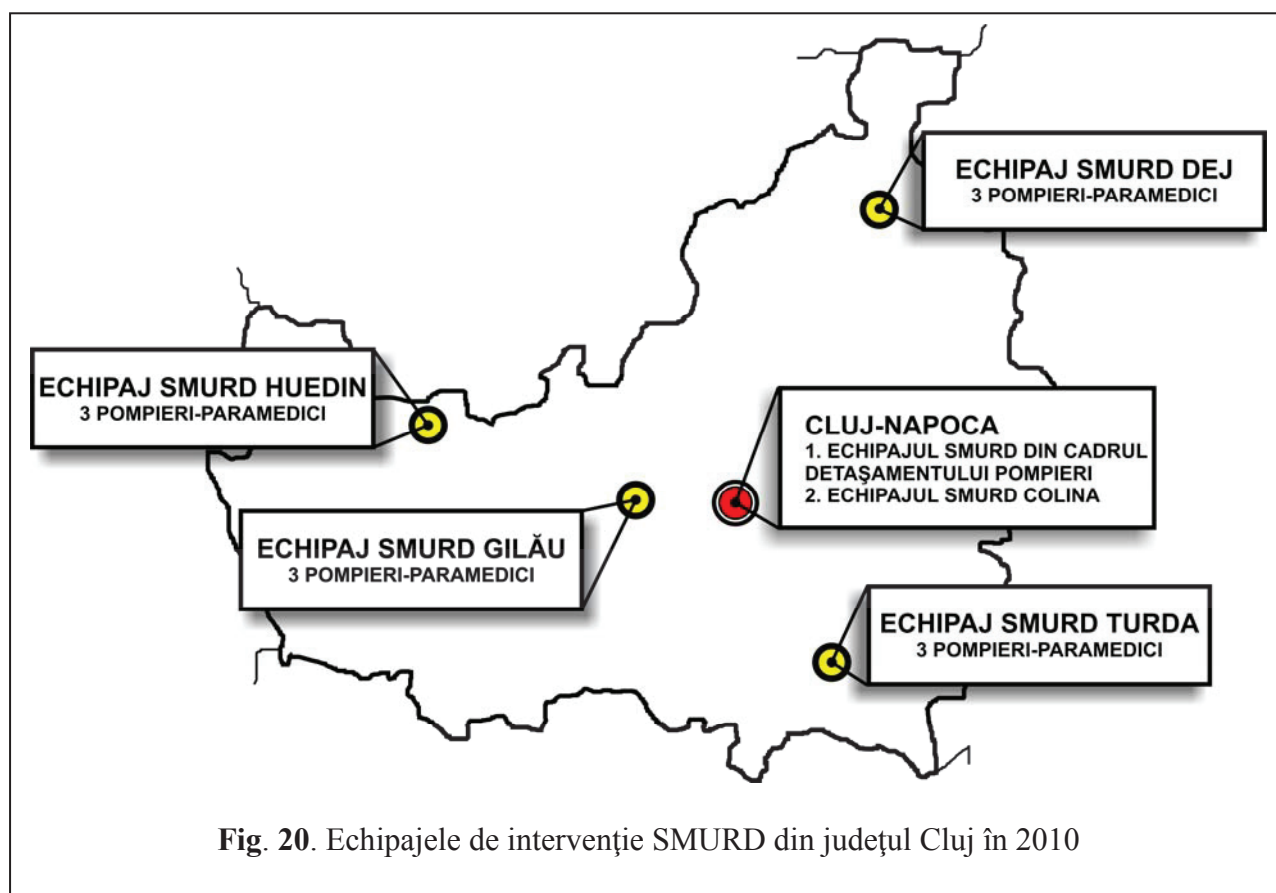 ECHIPAJ SMURD DEJ
3 POMPIERI-PARAMEDICI
ECHIPAJ SMURD HUEDIN
3 POMPIERI-PARAMEDICI
CLUJ-NAPOCA
1. ECHIPAJUL SMURD DIN CADRUL
DETAŞAMENTULUI POMPIERI
2. ECHIPAJUL SMURD COLINA
ECHIPAJ SMURD GILĂU
3 POMPIERI-PARAMEDICI
ECHIPAJ SMURD TURDA
3 POMPIERI-PARAMEDICI
Fig. 20. Echipajele de intervenţie SMURD din judeţul Cluj în 2010